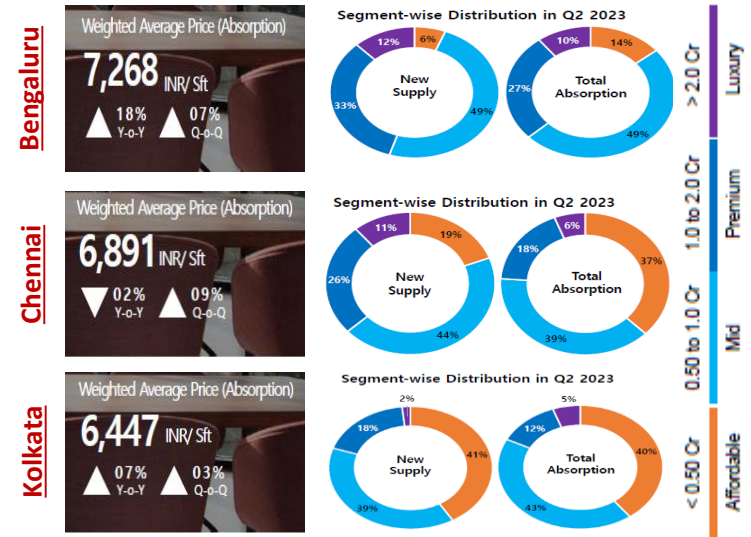 Bengaluru
Weighted Average Price (Absorption)
7,268 INR/ Sft
18% 07%
Y-o-Y Q-o-Q
Segment-wise Distribution in Q2 2023
12% 6%
New
Supply
33%
49%
10% 14%
Total
Absorption
27%
49%
Chennai
Weighted Average Price (Absorption)
6,891 INR/ Sft
02% 09%
Y-o-Y Q-o-Q
Segment-wise Distribution in Q2 2023
11% 19%
New
Supply
26%
44%
6%
18% 37%
Total
Absorption
39%
Kolkata
Weighted Average Price (Absorption)
6,447 INR/ Sft
07% 03%
Y-o-Y Q-o-Q
Segment-wise Distribution in Q2 2023
2%
18% 41%
New
Supply
39%
5%
12% 40%
Total
Absorption
43%
> 2.0 Cr Luxury
1.0 to 2.0 Cr Premium
0.50 to 1.0 Cr Mid
< 0.50 Cr Affordable